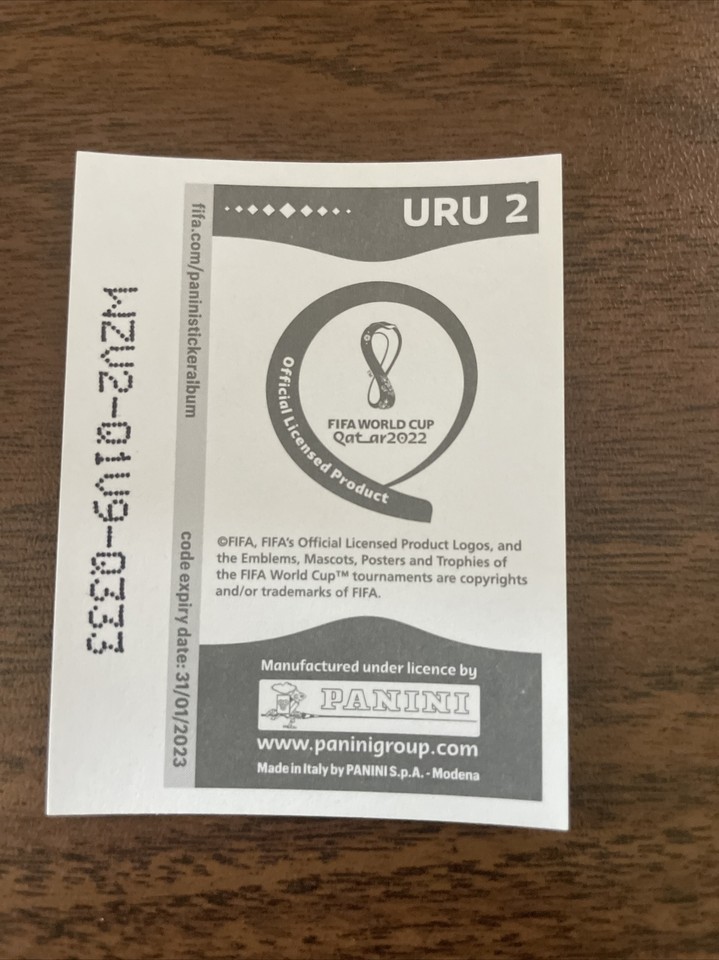 URU 2
Official Licensed Product
FIFA WORLD CUP
Qatar2022
©FIFA, FIFA's Official Licensed Product Logos, and
the Emblems, Mascots, Posters and Trophies of
the FIFA World Cup™ tournaments are copyrights
and/or trademarks of FIFA.
Manufactured under licence by
PANINI
www.paninigroup.com
Made in Italy by PANINI S.p.A. - Modena
fifa.com/paninistickeralbum
code expiry date: 31/01/2023
WZV2-01V9-0333